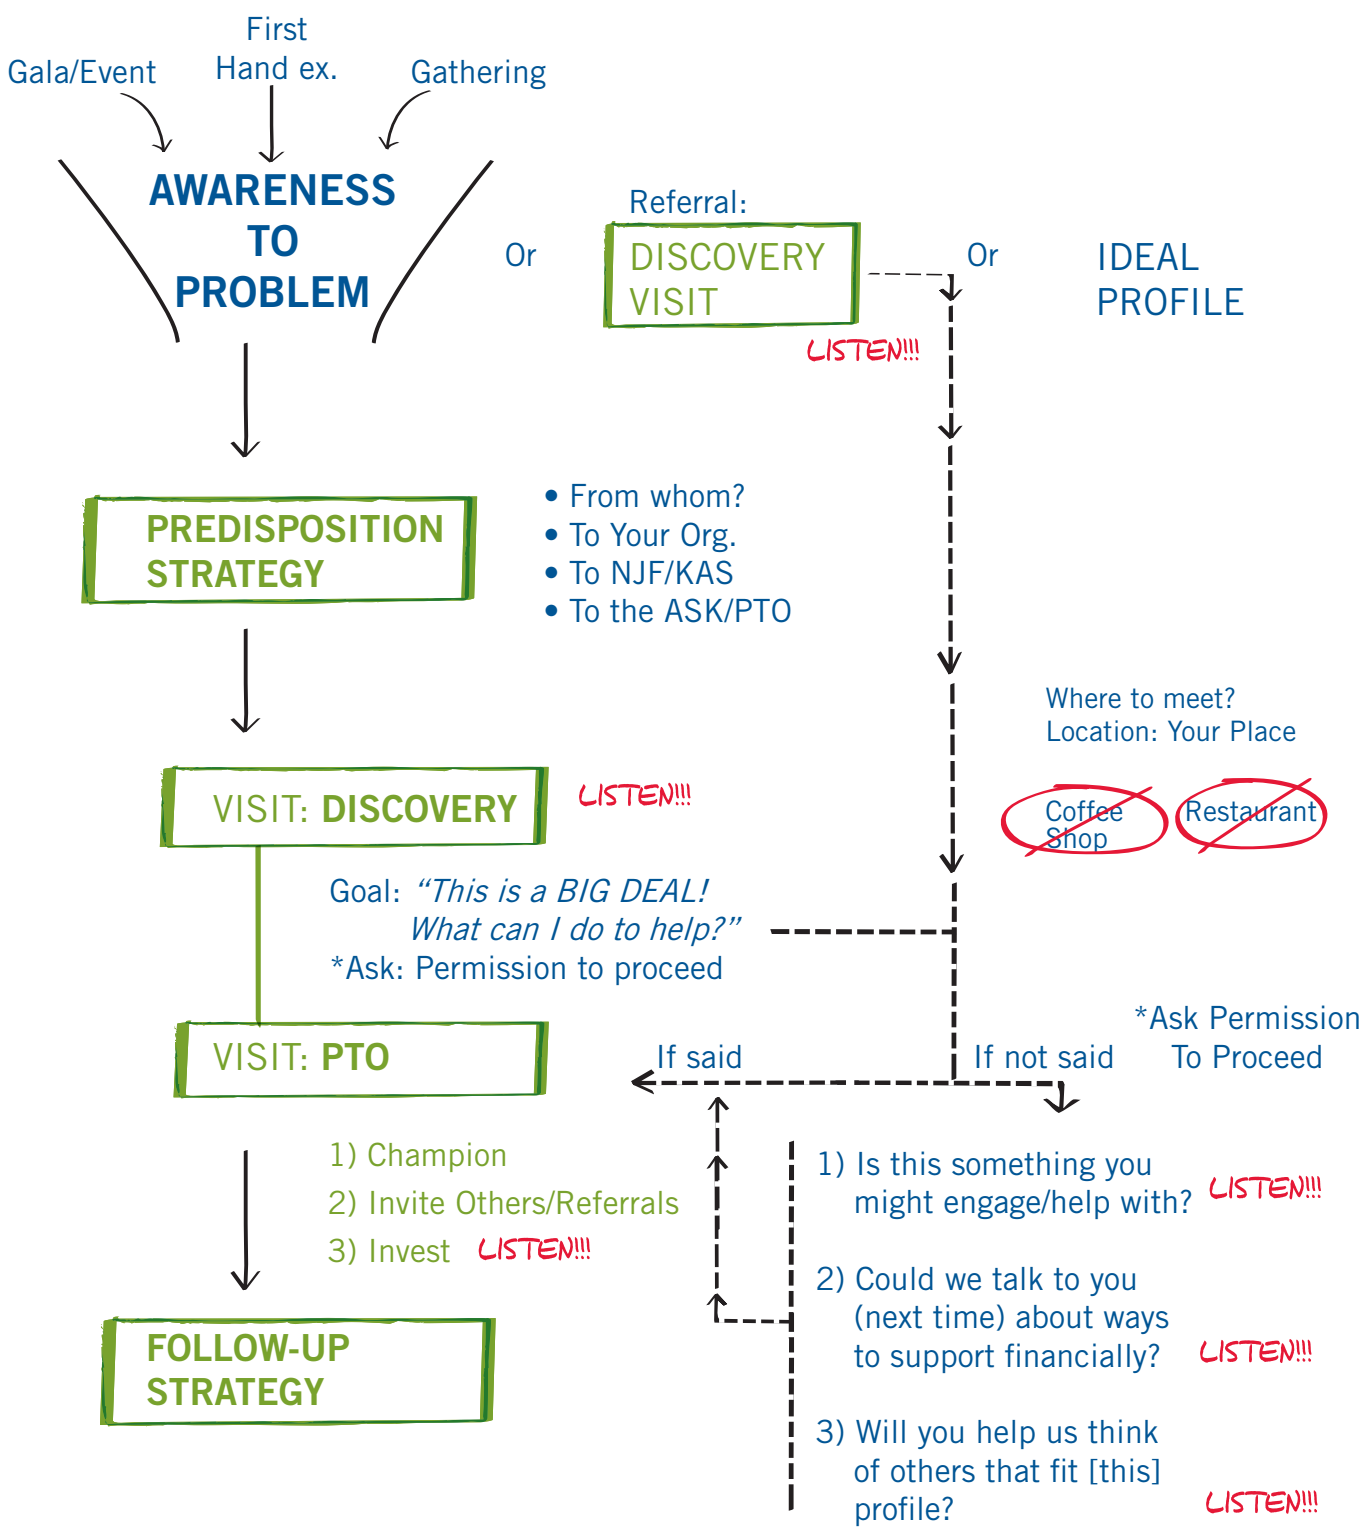 First
Hand ex.
Gala/Event
Gathering
AWARENESS
TO
PROBLEM
Or
Referral:
DISCOVERY
VISIT
LISTEN!!!
Or
IDEAL
PROFILE
PREDISPOSITION
STRATEGY
• From whom?
• To Your Org.
• To NJF/KAS
• To the ASK/PTO
Where to meet?
Location: Your Place
Coffee
Shop
Restaurant
VISIT: DISCOVERY
LISTEN!!!
Goal: “This is a BIG DEAL!
What can I do to help?”
*Ask: Permission to proceed
VISIT: PTO
If said
If not said
*Ask Permission
To Proceed
1) Champion
2) Invite Others/Referrals
3) Invest LISTEN!!!
1) Is this something you
might engage/help with? LISTEN!!!
2) Could we talk to you
(next time) about ways
to support financially? LISTEN!!!
3) Will you help us think
of others that fit [this]
profile? LISTEN!!!
FOLLOW-UP
STRATEGY